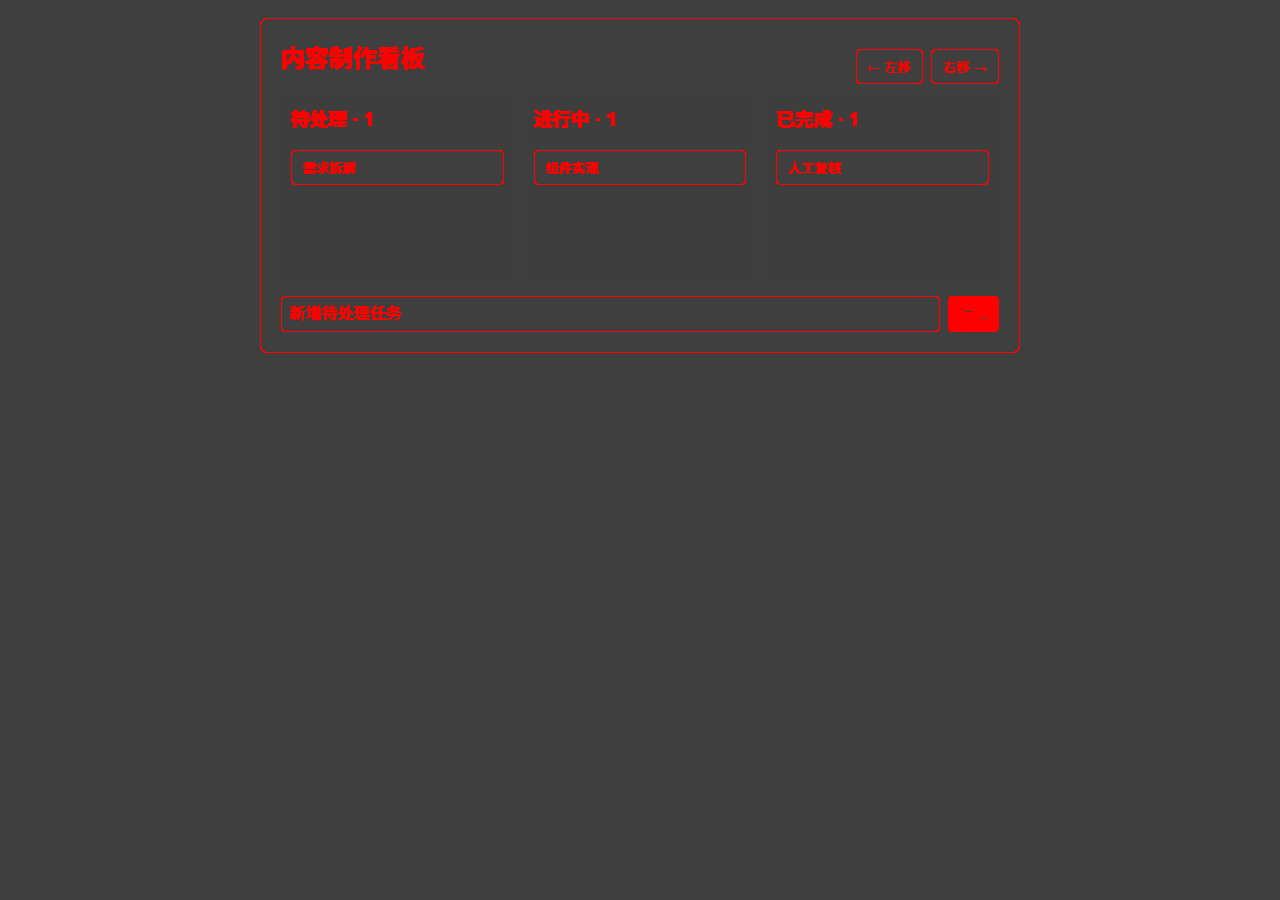 内容制作看板
← 左移
右移 →
待处理 · 1
进行中 · 1
已完成 · 1
需求拆解
组件实现
人工复核
新增待处理任务